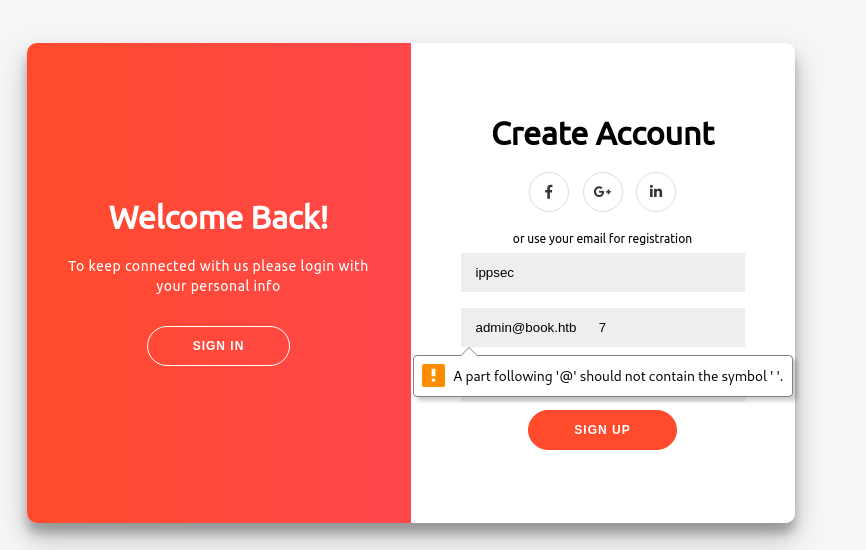 Welcome Back!
To keep connected with us please login with
your personal info
SIGN IN
Create Account
f
G+
in
or use your email for registration
ippsec
admin@book.htb      7
! A part following '@' should not contain the symbol ' '.
SIGN UP